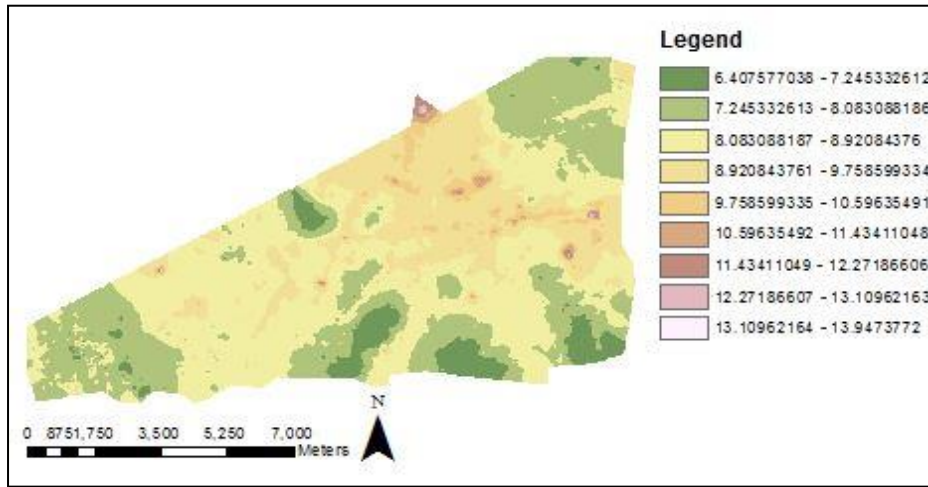 Legend
6.407577038 - 7.245332612
7.245332613 - 8.083088186
8.083088187 - 8.92084376
8.920843761 - 9.758599334
9.758599335 - 10.59635491
10.59635492 - 11.43411048
11.43411049 - 12.27186606
12.27186607 - 13.10962163
13.10962164 - 13.9473772
N
0 8751,750 3,500 5,250 7,000
Meters